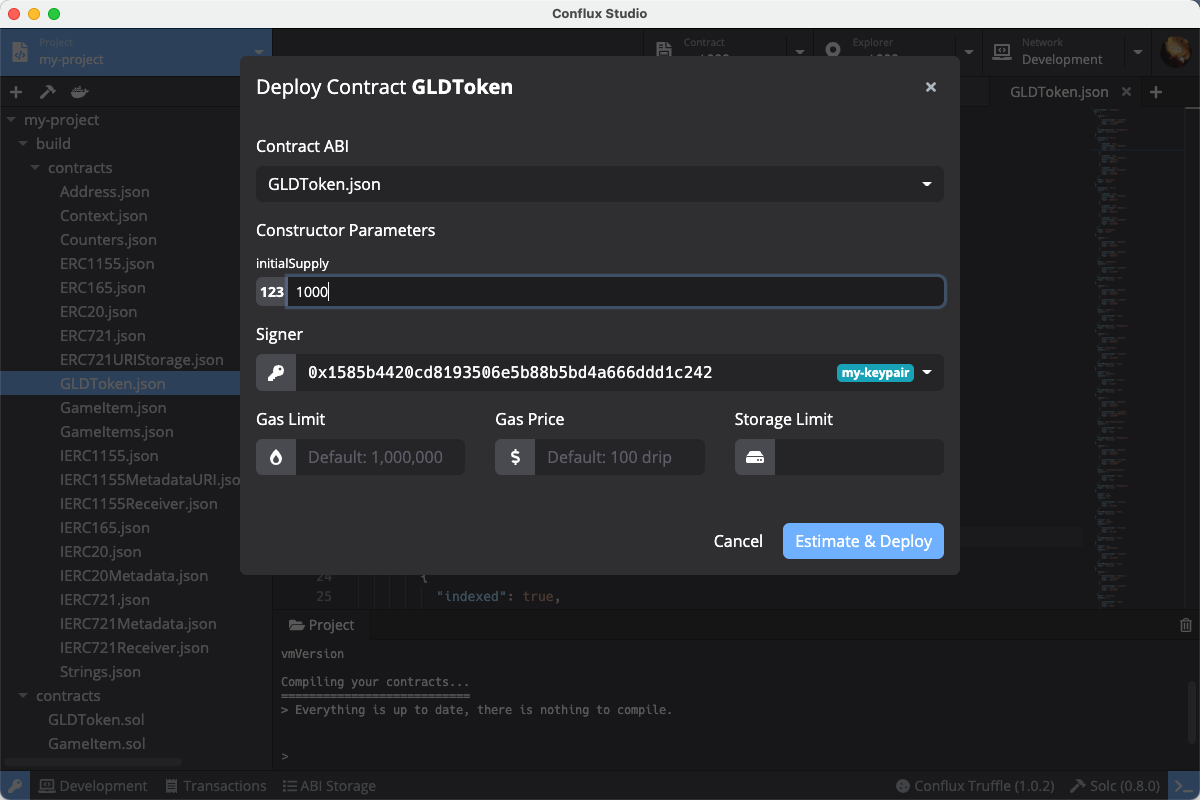 Conflux Studio
Project
my-project
Contract
Explorer
Network
Development
GLDToken.json
my-project
build
contracts
Address.json
Context.json
Counters.json
ERC1155.json
ERC165.json
ERC20.json
ERC721.json
ERC721URIStorage.json
GLDToken.json
GameItem.json
GameItems.json
IERC1155.json
IERC1155MetadataURI.jso
IERC1155Receiver.json
IERC165.json
IERC20.json
IERC20Metadata.json
IERC721.json
IERC721Metadata.json
IERC721Receiver.json
Strings.json
contracts
GLDToken.sol
GameItem.sol
Deploy Contract GLDToken
Contract ABI
GLDToken.json
Constructor Parameters
initialSupply
123 1000
Signer
0x1585b4420cd8193506e5b88b5bd4a666ddd1c242 my-keypair
Gas Limit Gas Price Storage Limit
Default: 1,000,000 $ Default: 100 drip
Cancel Estimate & Deploy
24 {
25 "indexed": true,
Project
vmVersion
Compiling your contracts...
===========================
> Everything is up to date, there is nothing to compile.
>
Development Transactions ABI Storage Conflux Truffle (1.0.2) Solc (0.8.0)